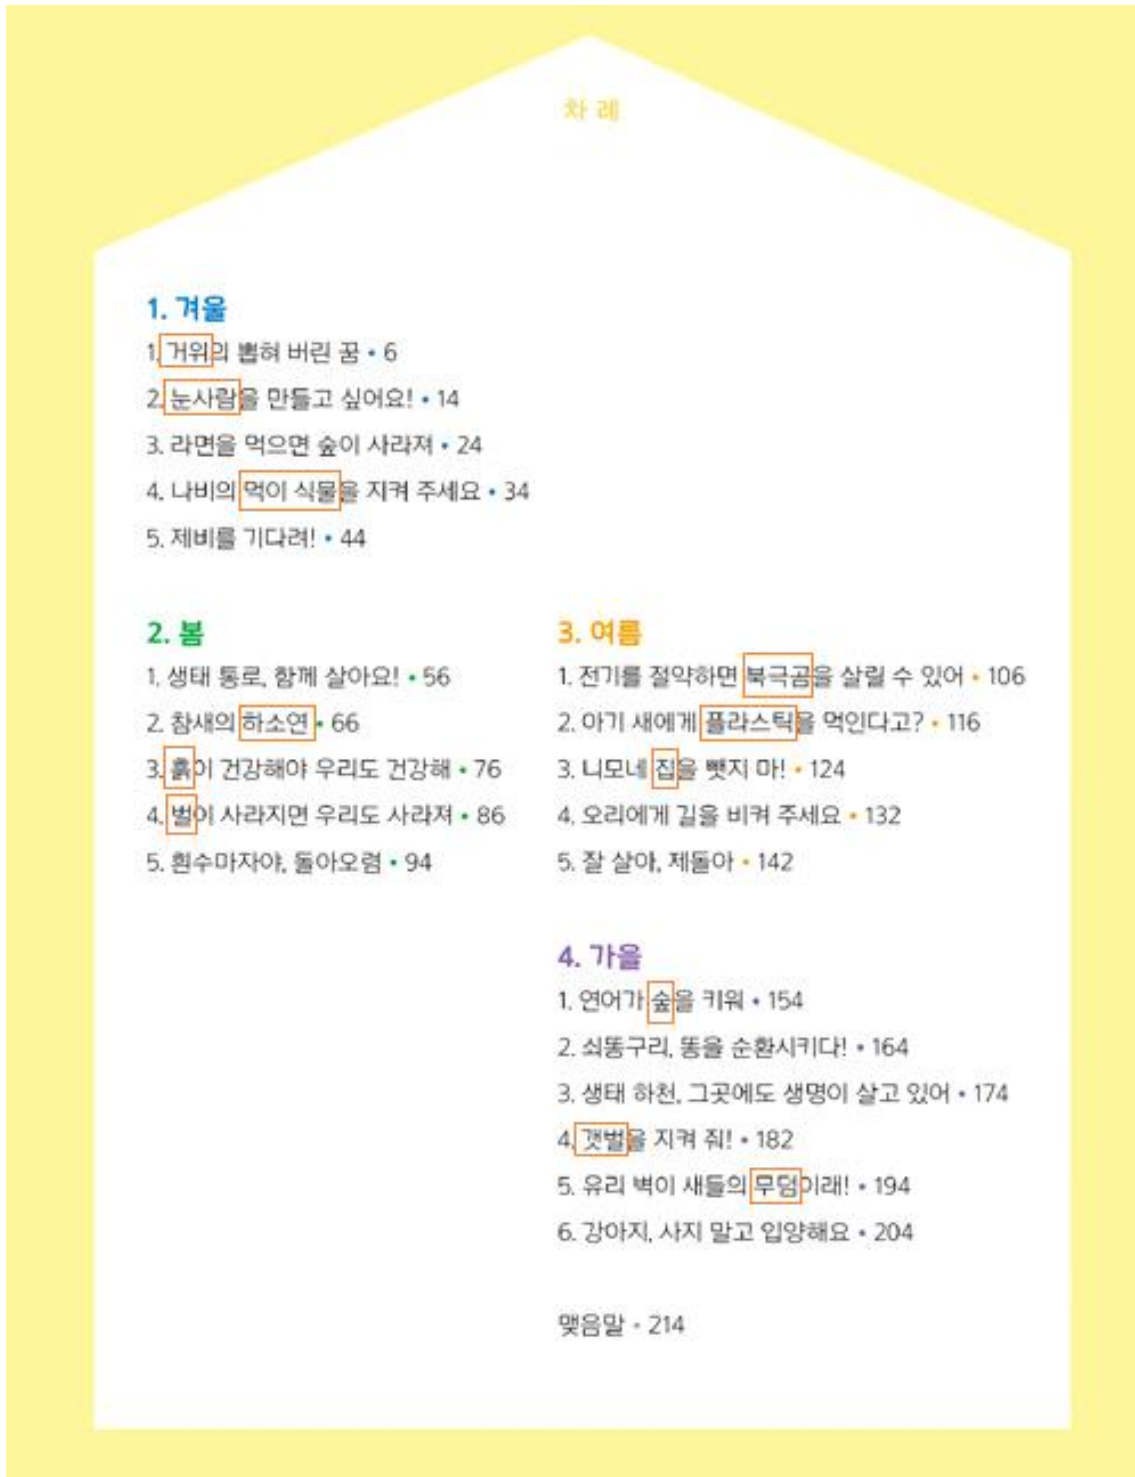 차 례
1. 겨울
1. 거위의 뽑혀 버린 꿈 • 6
2. 눈사람을 만들고 싶어요! • 14
3. 라면을 먹으면 숲이 사라져 • 24
4. 나비의 먹이 식물을 지켜 주세요 • 34
5. 제비를 기다려! • 44
2. 봄
1. 생태 통로, 함께 살아요! • 56
2. 참새의 하소연 • 66
3. 흙이 건강해야 우리도 건강해 • 76
4. 벌이 사라지면 우리도 사라져 • 86
5. 흰수마자야, 돌아오렴 • 94
3. 여름
1. 전기를 절약하면 북극곰을 살릴 수 있어 • 106
2. 아기 새에게 플라스틱을 먹인다고? • 116
3. 니모네 집을 뺏지 마! • 124
4. 오리에게 길을 비켜 주세요 • 132
5. 잘 살아, 제돌아 • 142
4. 가을
1. 연어가 숲을 키워 • 154
2. 쇠똥구리, 똥을 순환시키다! • 164
3. 생태 하천, 그곳에도 생명이 살고 있어 • 174
4. 갯벌을 지켜 줘! • 182
5. 유리 벽이 새들의 무덤이래! • 194
6. 강아지, 사지 말고 입양해요 • 204
맺음말 • 214